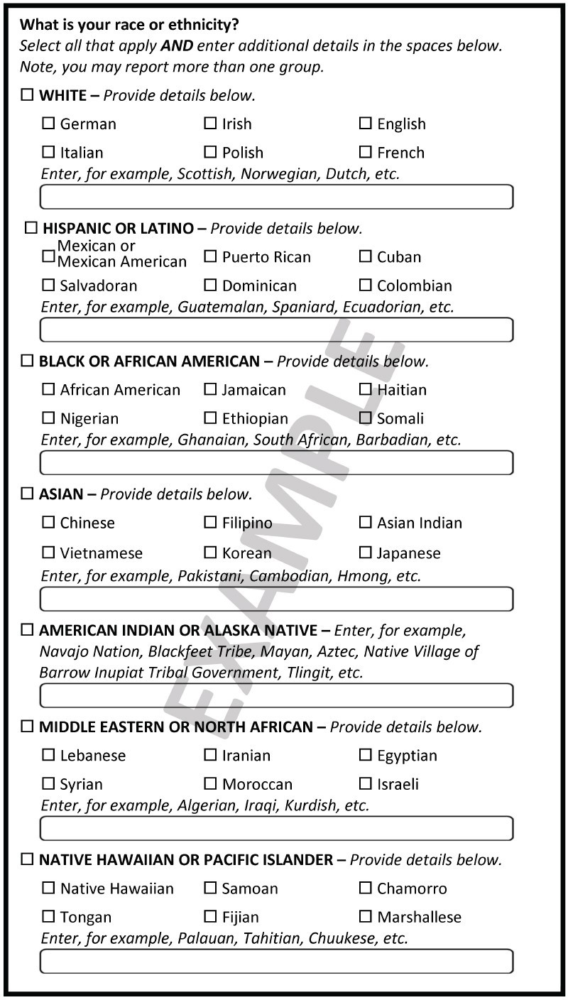 What is your race or ethnicity?
Select all that apply AND enter additional details in the spaces below.
Note, you may report more than one group.
WHITE – Provide details below.
German Irish English
Italian Polish French
Enter, for example, Scottish, Norwegian, Dutch, etc.
HISPANIC OR LATINO – Provide details below.
Mexican or
Mexican American Puerto Rican Cuban
Salvadoran Dominican Colombian
Enter, for example, Guatemalan, Spaniard, Ecuadorian, etc.
BLACK OR AFRICAN AMERICAN – Provide details below.
African American Jamaican Haitian
Nigerian Ethiopian Somali
Enter, for example, Ghanaian, South African, Barbadian, etc.
ASIAN – Provide details below.
Chinese Filipino Asian Indian
Vietnamese Korean Japanese
Enter, for example, Pakistani, Cambodian, Hmong, etc.
AMERICAN INDIAN OR ALASKA NATIVE – Enter, for example,
Navajo Nation, Blackfeet Tribe, Mayan, Aztec, Native Village of
Barrow Inupiat Tribal Government, Tlingit, etc.
MIDDLE EASTERN OR NORTH AFRICAN – Provide details below.
Lebanese Iranian Egyptian
Syrian Moroccan Israeli
Enter, for example, Algerian, Iraqi, Kurdish, etc.
NATIVE HAWAIIAN OR PACIFIC ISLANDER – Provide details below.
Native Hawaiian Samoan Chamorro
Tongan Fijian Marshallese
Enter, for example, Palauan, Tahitian, Chuukese, etc.
EXAMPLE